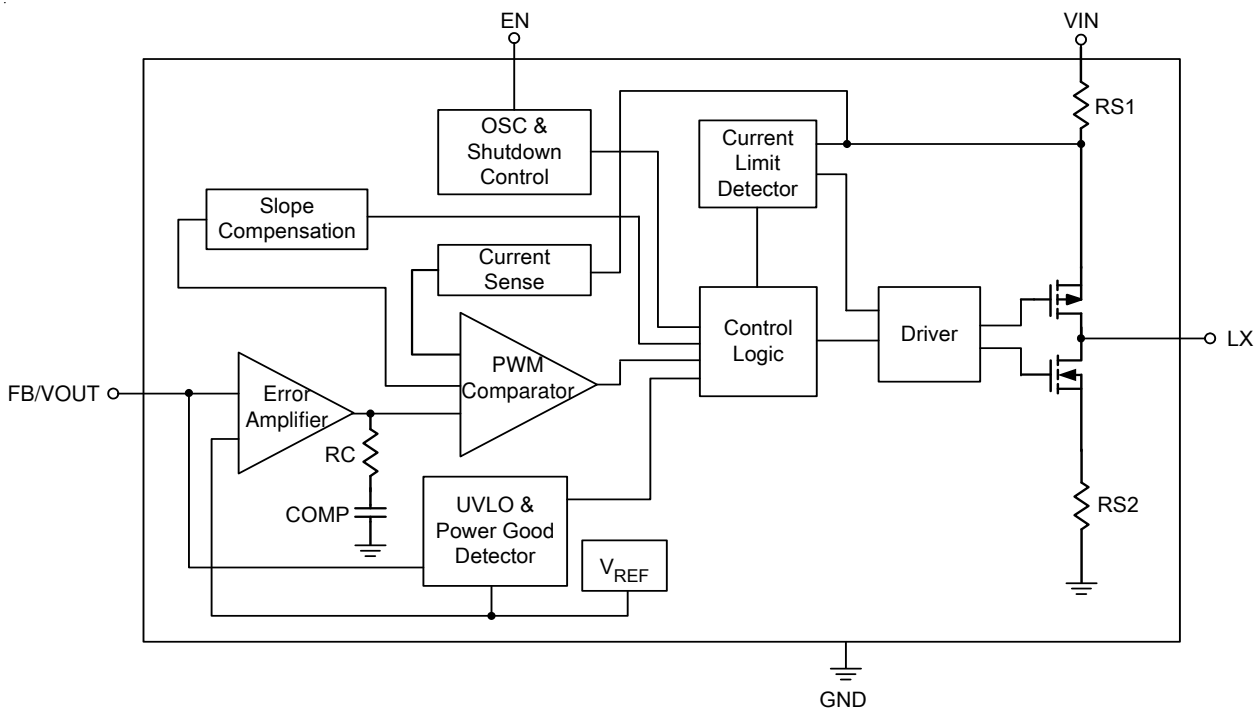 EN
VIN
RS1
OSC &
Shutdown
Control
Current
Limit
Detector
Slope
Compensation
Current
Sense
Control
Logic
Driver
LX
PWM
Comparator
FB/VOUT
Error
Amplifier
RC
COMP
UVLO &
Power Good
Detector
VREF
RS2
GND